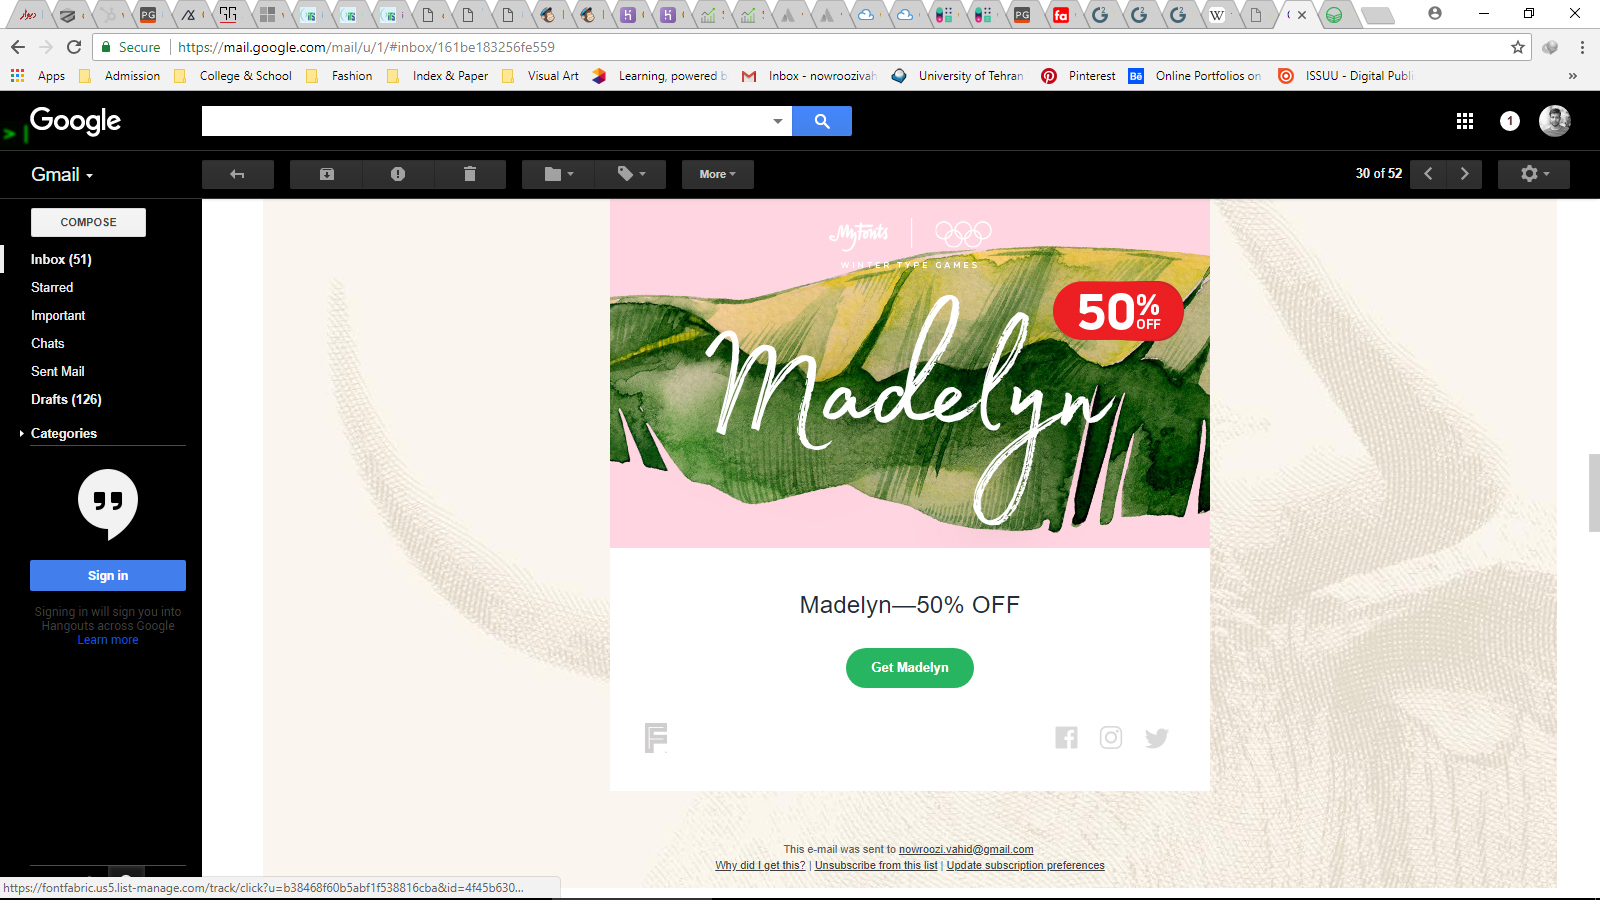 Secure
https://mail.google.com/mail/u/1/#inbox/161be183256fe559
Apps
Admission
College & School
Fashion
Index & Paper
Visual Art
Learning, powered b
Inbox - nowroozivah
University of Tehran
Pinterest
Online Portfolios on
ISSUU - Digital Publi
»
Google
1
Gmail
More
30 of 52
COMPOSE
Inbox (51)
Starred
Important
Chats
Sent Mail
Drafts (126)
Categories
Sign in
Signing in will sign you into
Hangouts across Google
Learn more
MyFonts
WINTER TYPE GAMES
50% OFF
Madelyn
Madelyn—50% OFF
Get Madelyn
This e-mail was sent to nowroozi.vahid@gmail.com
Why did I get this? | Unsubscribe from this list | Update subscription preferences
https://fontfabric.us5.list-manage.com/track/click?u=b38468f60b5abf1f538816cba&id=4f45b630...